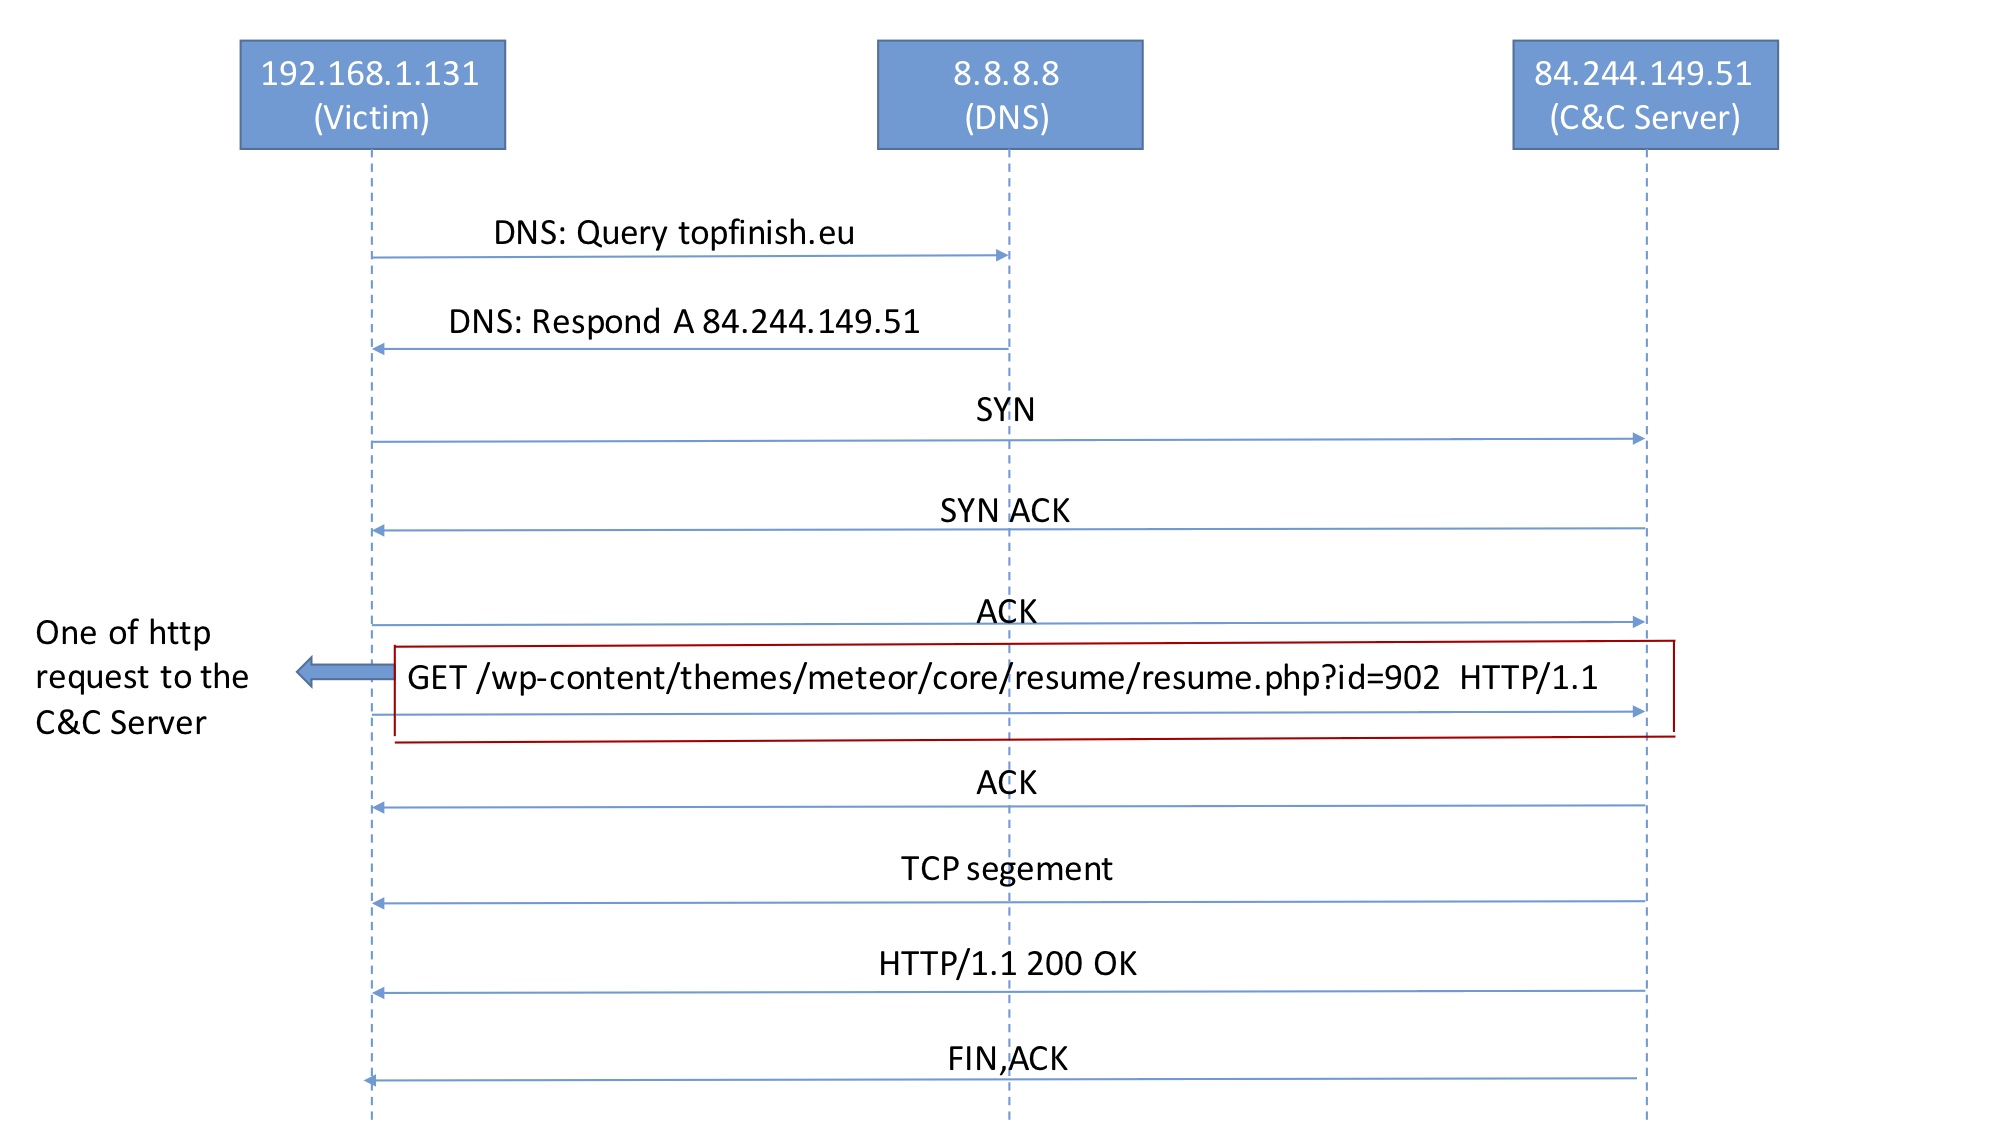 192.168.1.131
(Victim)
8.8.8.8
(DNS)
84.244.149.51
(C&C Server)
DNS: Query topfinish.eu
DNS: Respond A 84.244.149.51
SYN
SYN ACK
ACK
One of http
request to the
C&C Server
GET /wp-content/themes/meteor/core/resume/resume.php?id=902 HTTP/1.1
ACK
TCP segement
HTTP/1.1 200 OK
FIN,ACK